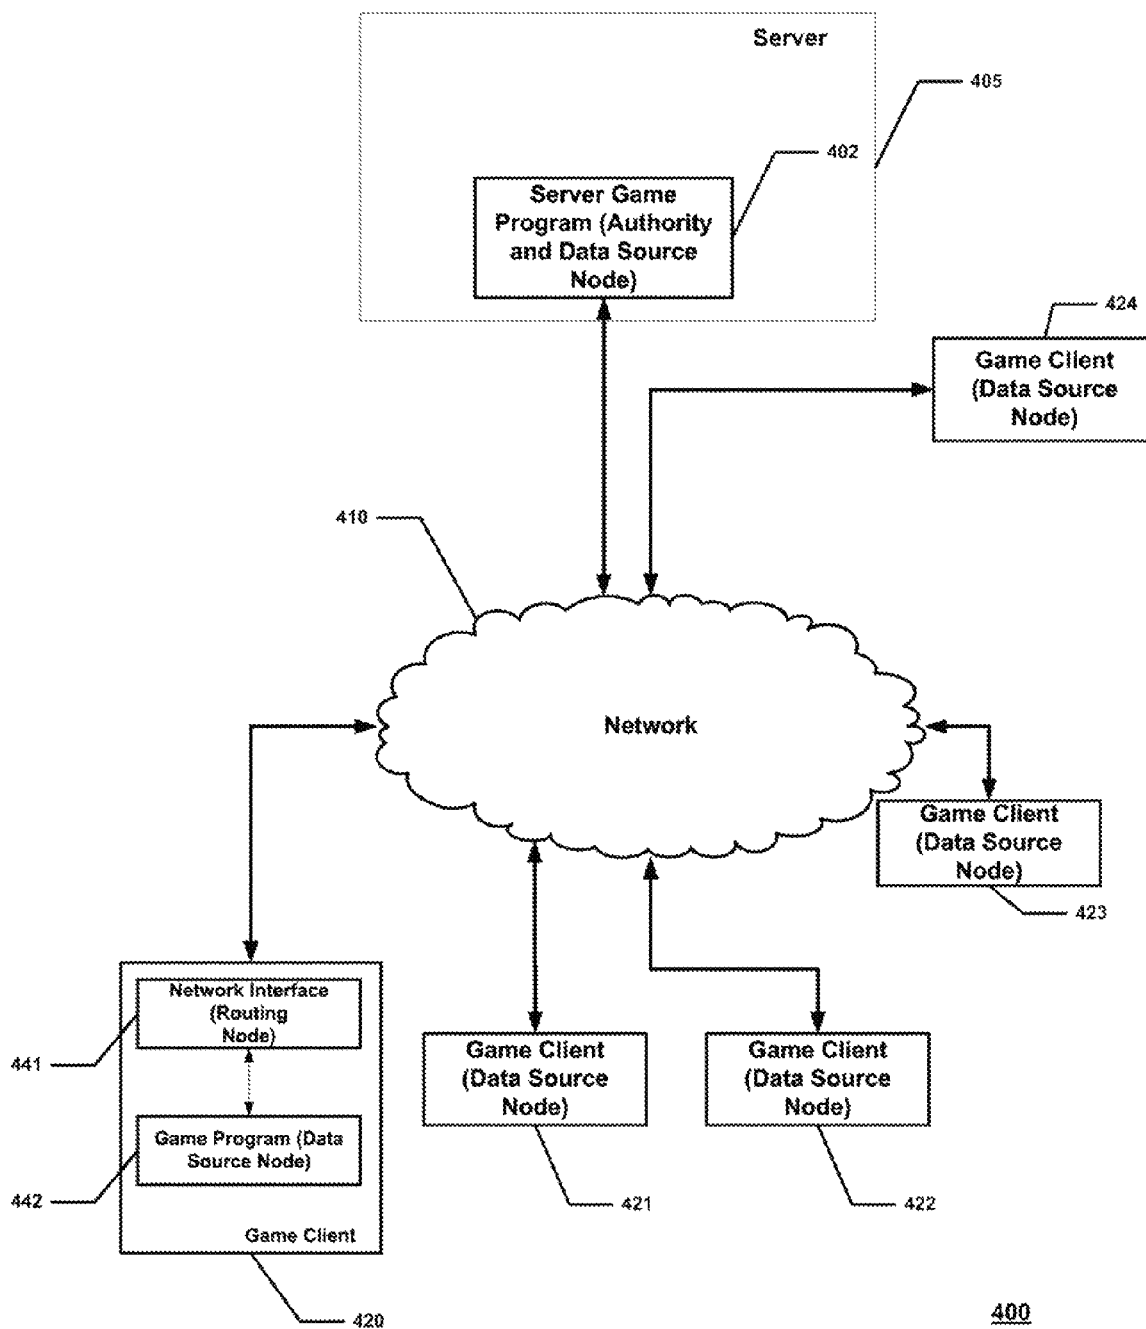 Server
405
402
Server Game
Program (Authority
and Data Source
Node)
424
Game Client
(Data Source
Node)
410
Network
Game Client
(Data Source
Node)
423
Network Interface
(Routing
Node)
441
Game Program (Data
Source Node)
442
Game Client
420
Game Client
(Data Source
Node)
421
Game Client
(Data Source
Node)
422
400